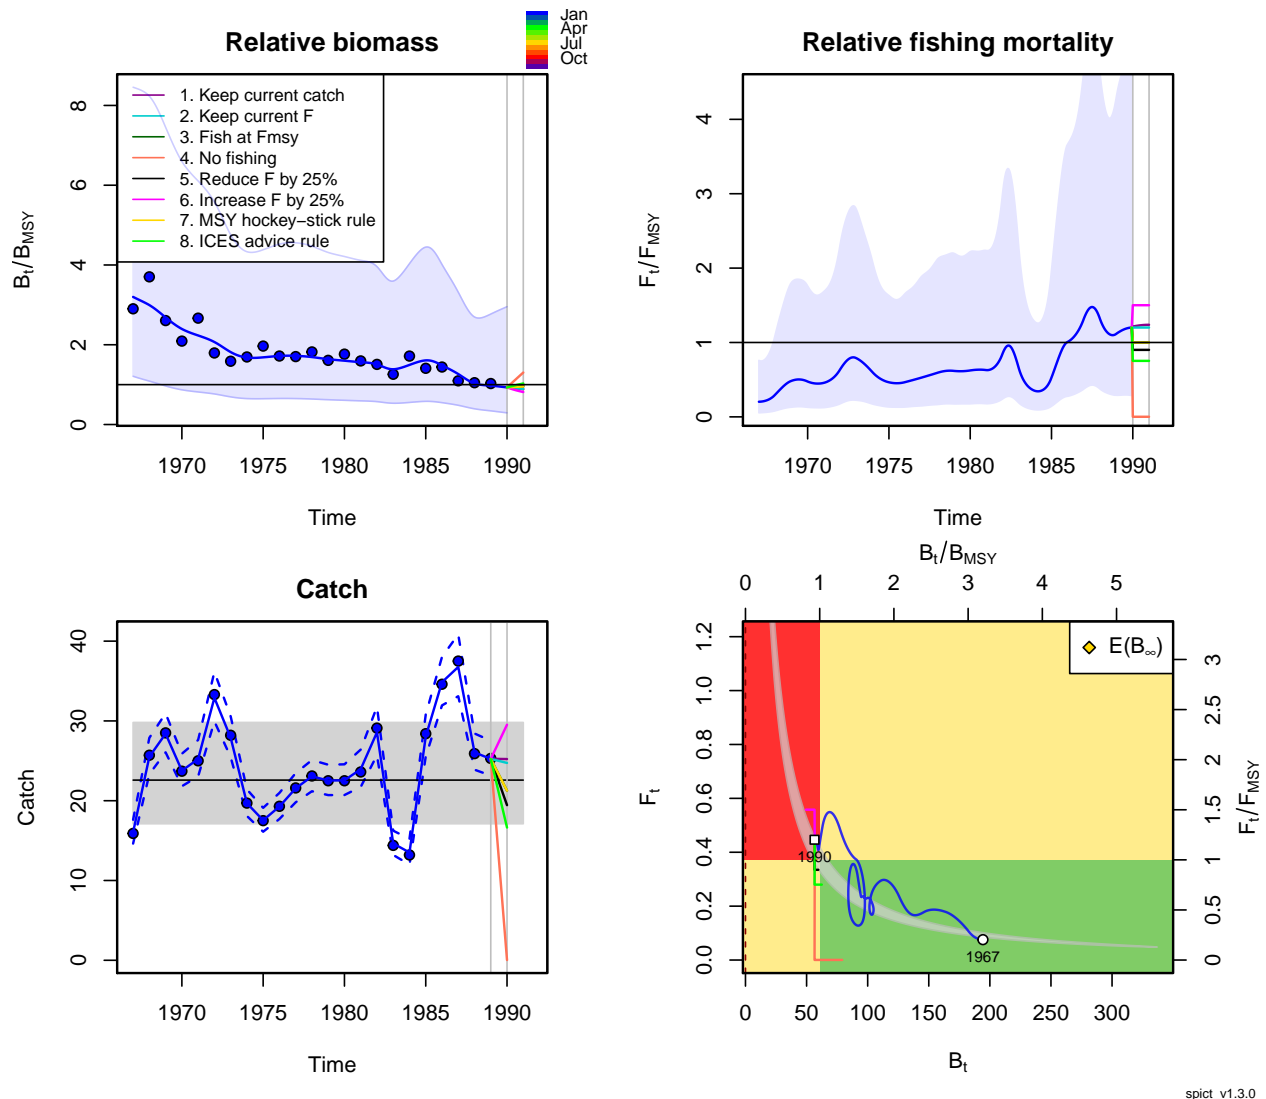 Relative biomass
Jan
Apr
Jul
Oct
1. Keep current catch
2. Keep current F
3. Fish at Fmsy
4. No fishing
5. Reduce F by 25%
6. Increase F by 25%
7. MSY hockey−stick rule
8. ICES advice rule
0 2 4 6 8
Bt/BMSY
1970 1975 1980 1985 1990
Time
Relative fishing mortality
0 1 2 3 4
Ft/FMSY
1970 1975 1980 1985 1990
Time
Catch
0 10 20 30 40
Catch
1970 1975 1980 1985 1990
Time
Bt/BMSY
0 1 2 3 4 5
E(B∞)
0.0 0.2 0.4 0.6 0.8 1.0 1.2
Ft
1990
1967
0 0.5 1 1.5 2 2.5 3
Ft/FMSY
0 50 100 150 200 250 300
Bt
spict_v1.3.0